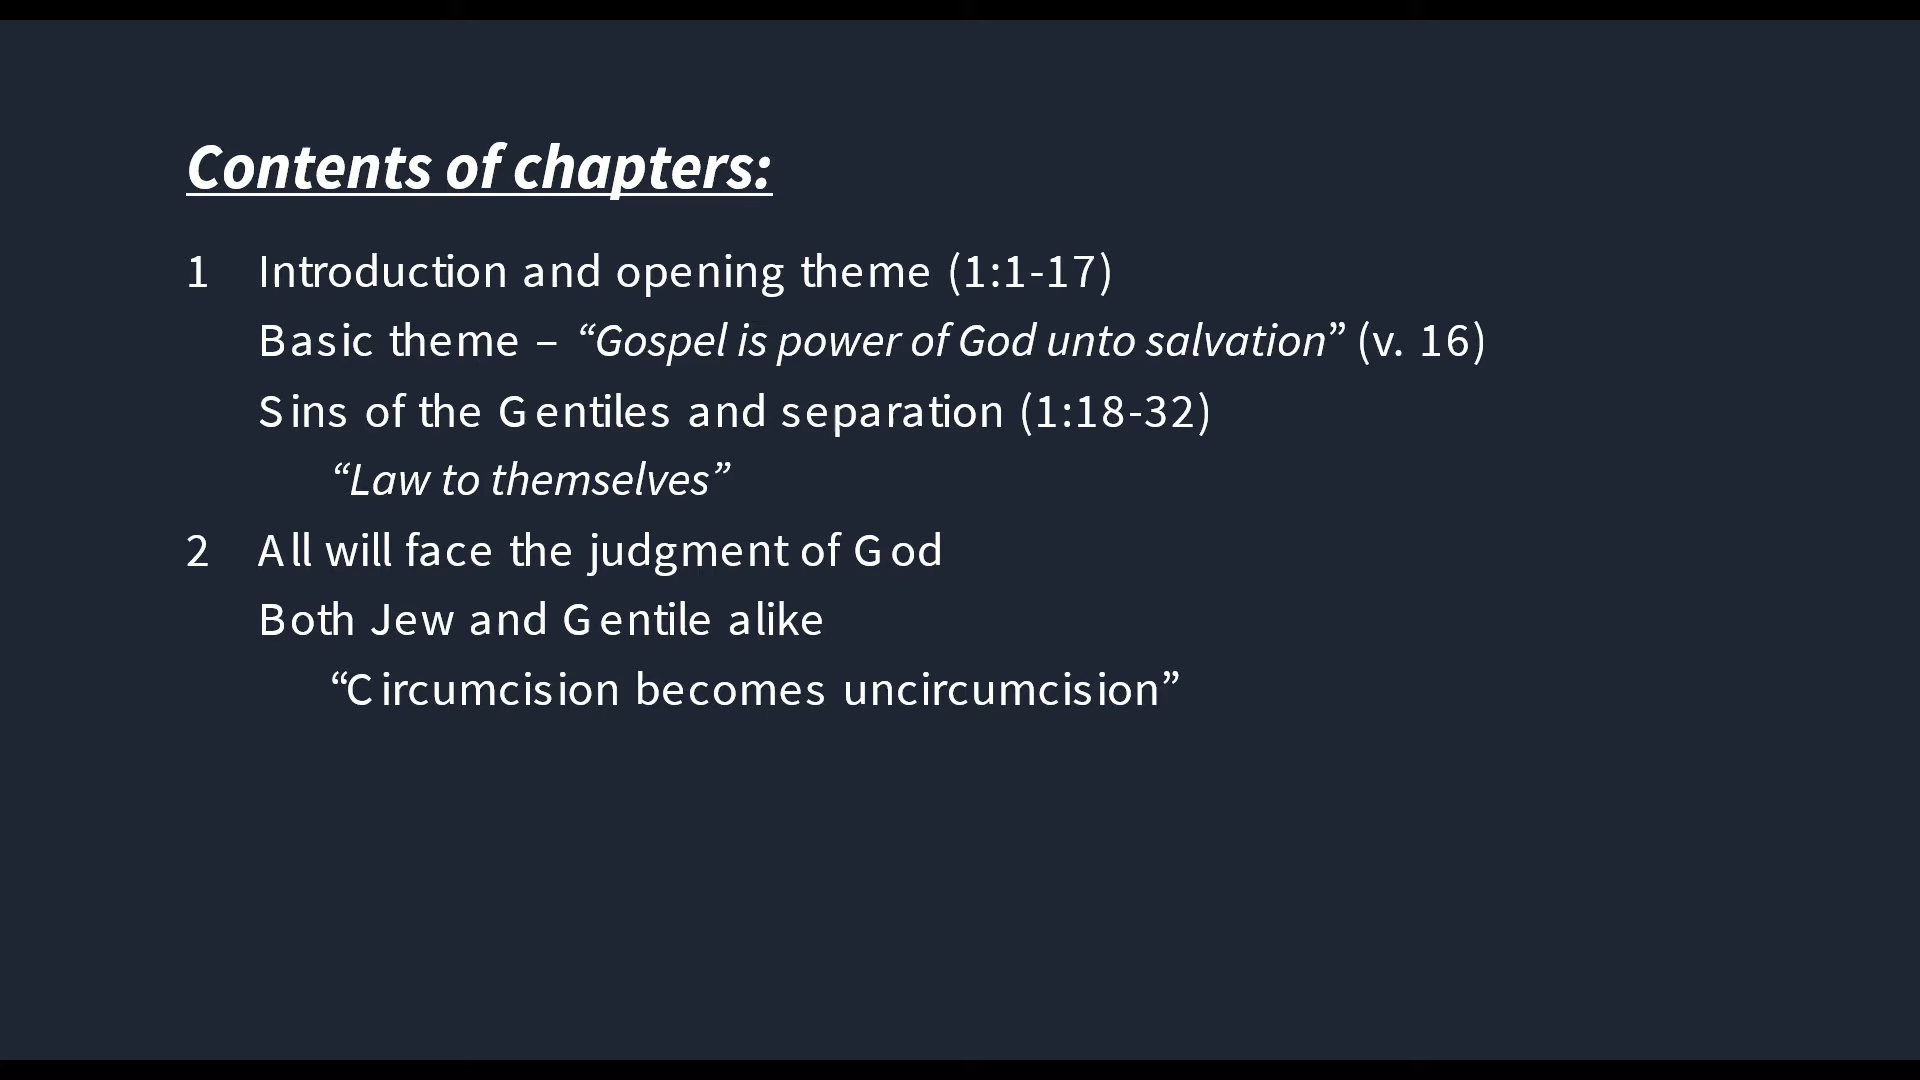 Contents of chapters:
1 Introduction and opening theme (1:1-17)
Basic theme – “Gospel is power of God unto salvation” (v. 16)
Sins of the Gentiles and separation (1:18-32)
“Law to themselves”
2 All will face the judgment of God
Both Jew and Gentile alike
“Circumcision becomes uncircumcision”